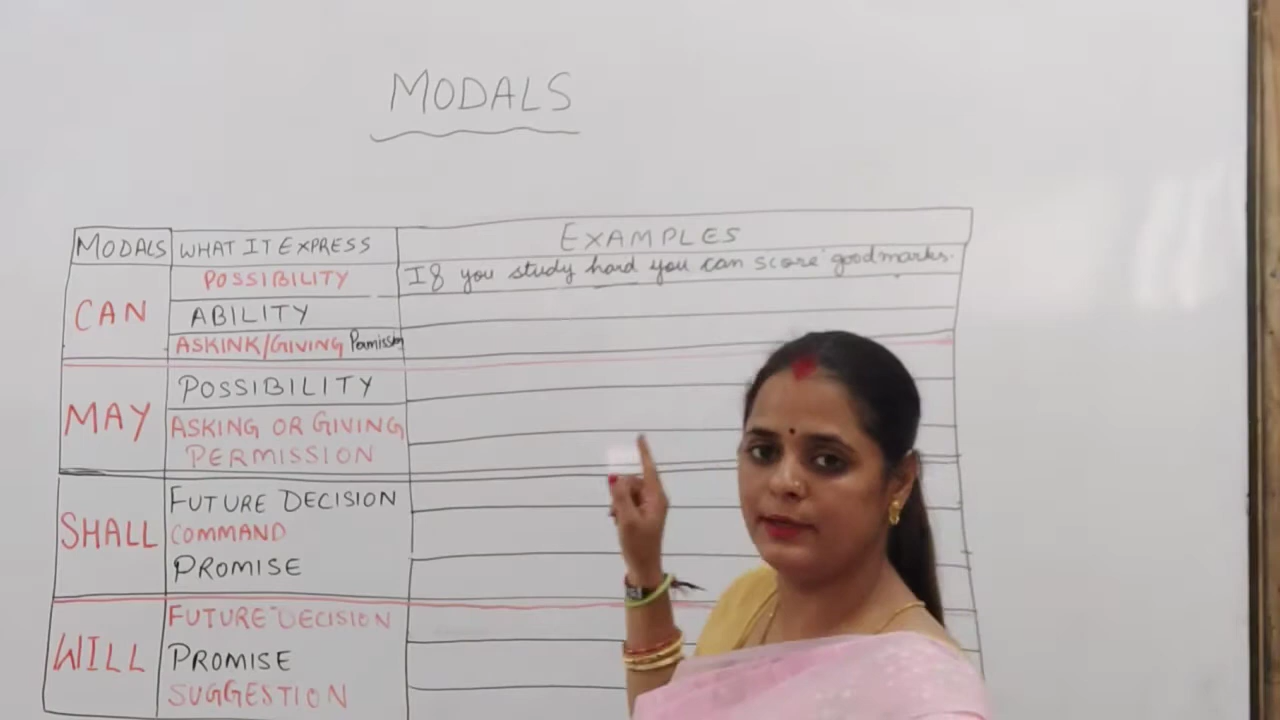 MODALS
MODALS WHAT IT EXPRESS EXAMPLES
CAN
POSSIBILITY If you study hard you can score good marks.
ABILITY
ASKINK/GIVING Permission
MAY
POSSIBILITY
ASKING OR GIVING
PERMISSION
SHALL
FUTURE DECISION
COMMAND
PROMISE
WILL
FUTURE DECISION
PROMISE
SUGGESTION